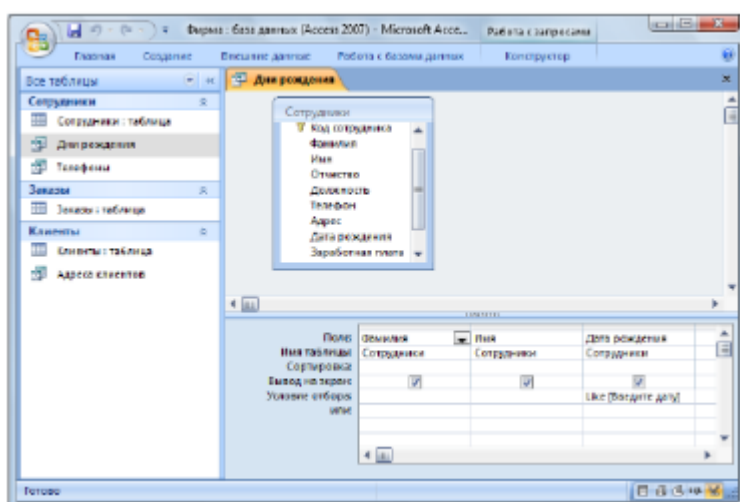 Фирма : база данных (Access 2007) - Microsoft Acce...
Работа с запросами
Главная Создание Внешние данные Работа с базами данных Конструктор
Все таблицы
Дни рождения
Сотрудники
Сотрудники : таблица
Дни рождения
Телефоны
Заказы
Заказы : таблица
Клиенты
Клиенты : таблица
Адреса клиентов
Сотрудники
Код сотрудника
Фамилия
Имя
Отчество
Должность
Телефон
Адрес
Дата рождения
Заработная плата
Поле: Фамилия Имя Дата рождения
Имя таблицы: Сотрудники Сотрудники Сотрудники
Сортировка:
Вывод на экран:
Условие отбора: Like [Введите дату]
или:
Готово